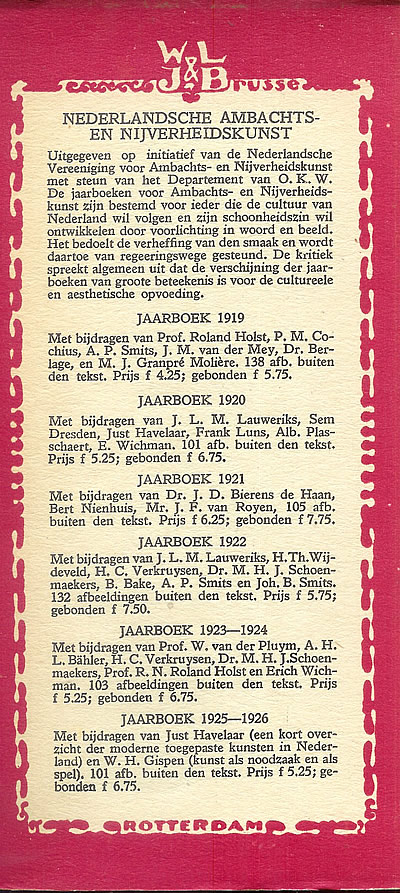 W L
& J B russe
NEDERLANDSCHE AMBACHTS-
EN NIJVERHEIDSKUNST
Uitgegeven op initiatief van de Nederlandsche
Vereeniging voor Ambachts- en Nijverheidskunst
met steun van het Departement van O. K. W.
De jaarboeken voor Ambachts- en Nijverheids-
kunst zijn bestemd voor ieder die de cultuur van
Nederland wil volgen en zijn schoonheidszin wil
ontwikkelen door voorlichting in woord en beeld.
Het bedoelt de verheffing van den smaak en wordt
daartoe van regeeringswege gesteund. De kritiek
spreekt algemeen uit dat de verschijning der jaar-
boeken van groote beteekenis is voor de cultureele
en aesthetische opvoeding.
JAARBOEK 1919
Met bijdragen van Prof. Roland Holst, P. M. Co-
chius, A. P. Smits, J. M. van der Mey, Dr. Ber-
lage, en M. J. Granpré Molière. 138 afb. buiten
den tekst. Prijs f 4.25; gebonden f 5.75.
JAARBOEK 1920
Met bijdragen van J. L. M. Lauweriks, Sem
Dresden, Just Havelaar, Frank Luns, Alb. Plas-
schaert, E. Wichman. 101 afb. buiten den tekst.
Prijs f 5.25; gebonden f 6.75.
JAARBOEK 1921
Met bijdragen van Dr. J. D. Bierens de Haan,
Bert Nienhuis, Mr. J. F. van Royen, 105 afb.
buiten den tekst. Prijs f 6.25; gebonden f 7.75.
JAARBOEK 1922
Met bijdragen van J. L. M. Lauweriks, H.Th.Wij-
develd, H. C. Verkruysen, Dr. M. H. J. Schoen-
maekers, B. Bake, A. P. Smits en Joh. B. Smits.
132 afbeeldingen buiten den tekst. Prijs f 5.75;
gebonden f 7.50.
JAARBOEK 1923—1924
Met bijdragen van Prof. W. van der Pluym, A. H.
L. Bähler, H. C. Verkruysen, Dr. M. H. J.Schoen-
maekers, Prof. R. N. Roland Holst en Erich Wich-
man. 103 afbeeldingen buiten den tekst. Prijs
f 5.25; gebonden f 6.75.
JAARBOEK 1925—1926
Met bijdragen van Just Havelaar (een kort over-
zicht der moderne toegepaste kunsten in Neder-
land) en W. H. Gispen (kunst als noodzaak en als
spel). 101 afb. buiten den tekst. Prijs f 5.25; ge-
bonden f 6.75.
ROTTERDAM